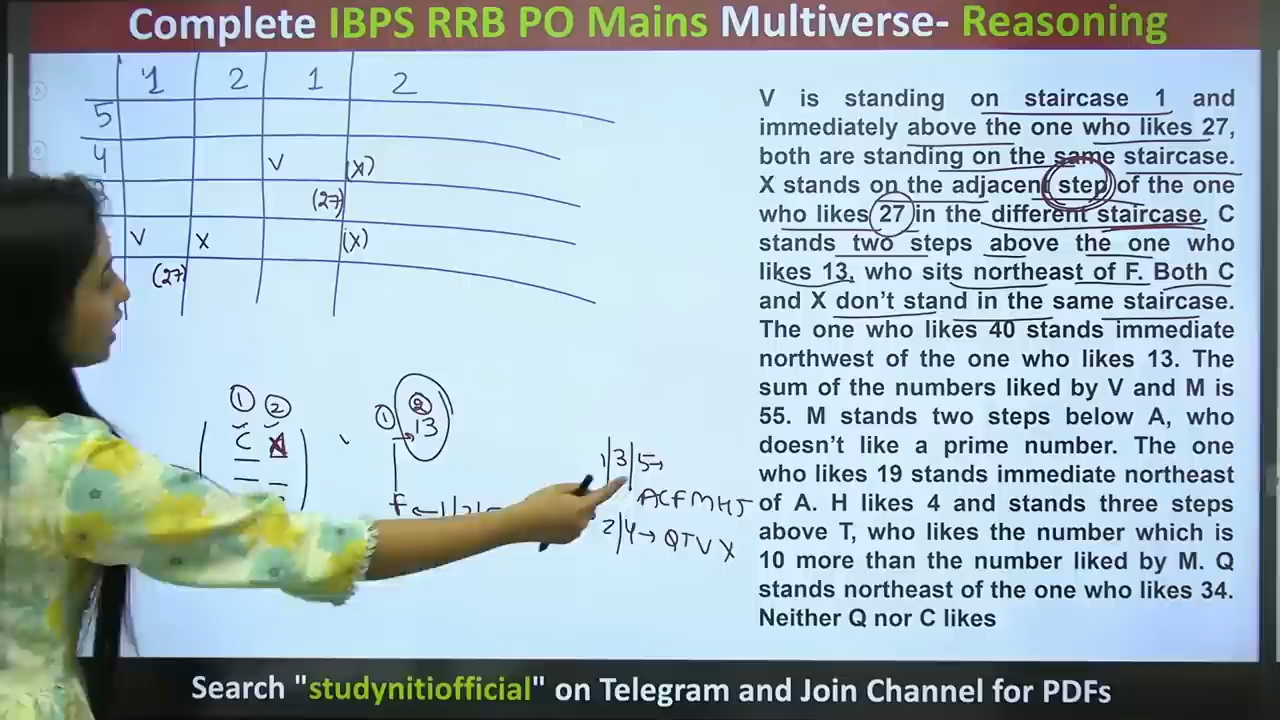 Complete IBPS RRB PO Mains Multiverse- Reasoning
1 2 1 2
5
4 V (X)
(27)
V X (X)
(27)
① ②
C X
① ② 13
F ← 1/2/
1/3/5→
ACFMHJ
2/4→ QTVX
V is standing on staircase 1 and
immediately above the one who likes 27,
both are standing on the same staircase.
X stands on the adjacent step of the one
who likes 27 in the different staircase. C
stands two steps above the one who
likes 13, who sits northeast of F. Both C
and X don't stand in the same staircase.
The one who likes 40 stands immediate
northwest of the one who likes 13. The
sum of the numbers liked by V and M is
55. M stands two steps below A, who
doesn't like a prime number. The one
who likes 19 stands immediate northeast
of A. H likes 4 and stands three steps
above T, who likes the number which is
10 more than the number liked by M. Q
stands northeast of the one who likes 34.
Neither Q nor C likes
Search "studynitiofficial" on Telegram and Join Channel for PDFs